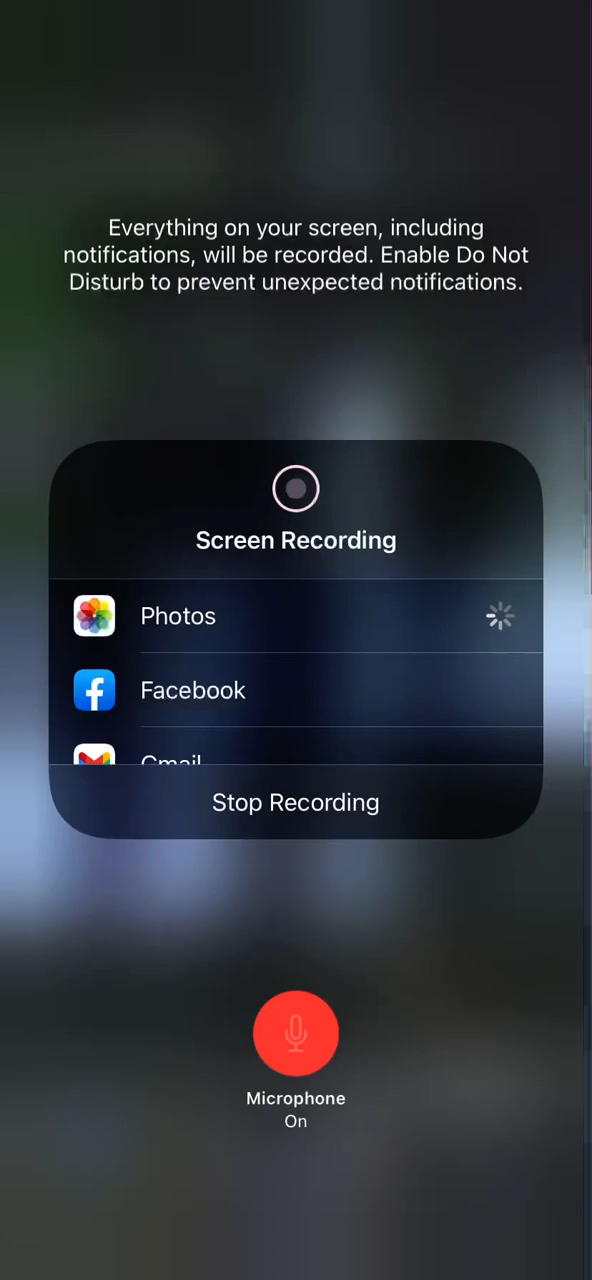 Everything on your screen, including
notifications, will be recorded. Enable Do Not
Disturb to prevent unexpected notifications.
Screen Recording
Photos
Facebook
Gmail
Stop Recording
Microphone
On